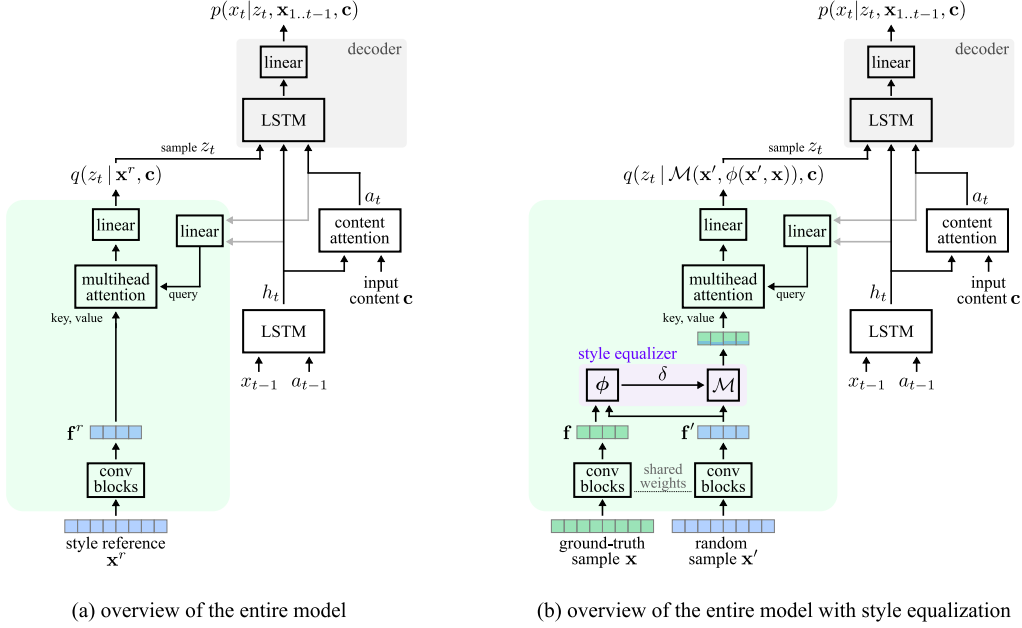 p(x_t|z_t, x_{1..t−1}, c)
decoder
linear
LSTM
sample z_t
q(z_t | x^r, c)
a_t
linear
linear
content
attention
multihead
attention
query
h_t
input
content c
key, value
LSTM
x_{t−1}
a_{t−1}
f^r
conv
blocks
style reference
x^r
(a) overview of the entire model
p(x_t|z_t, x_{1..t−1}, c)
decoder
linear
LSTM
sample z_t
q(z_t | M(x′, ϕ(x′, x)), c)
a_t
linear
linear
content
attention
multihead
attention
query
h_t
input
content c
key, value
LSTM
style equalizer
ϕ
δ
M
x_{t−1}
a_{t−1}
f
f′
conv
blocks
shared
weights
conv
blocks
ground-truth
sample x
random
sample x′
(b) overview of the entire model with style equalization